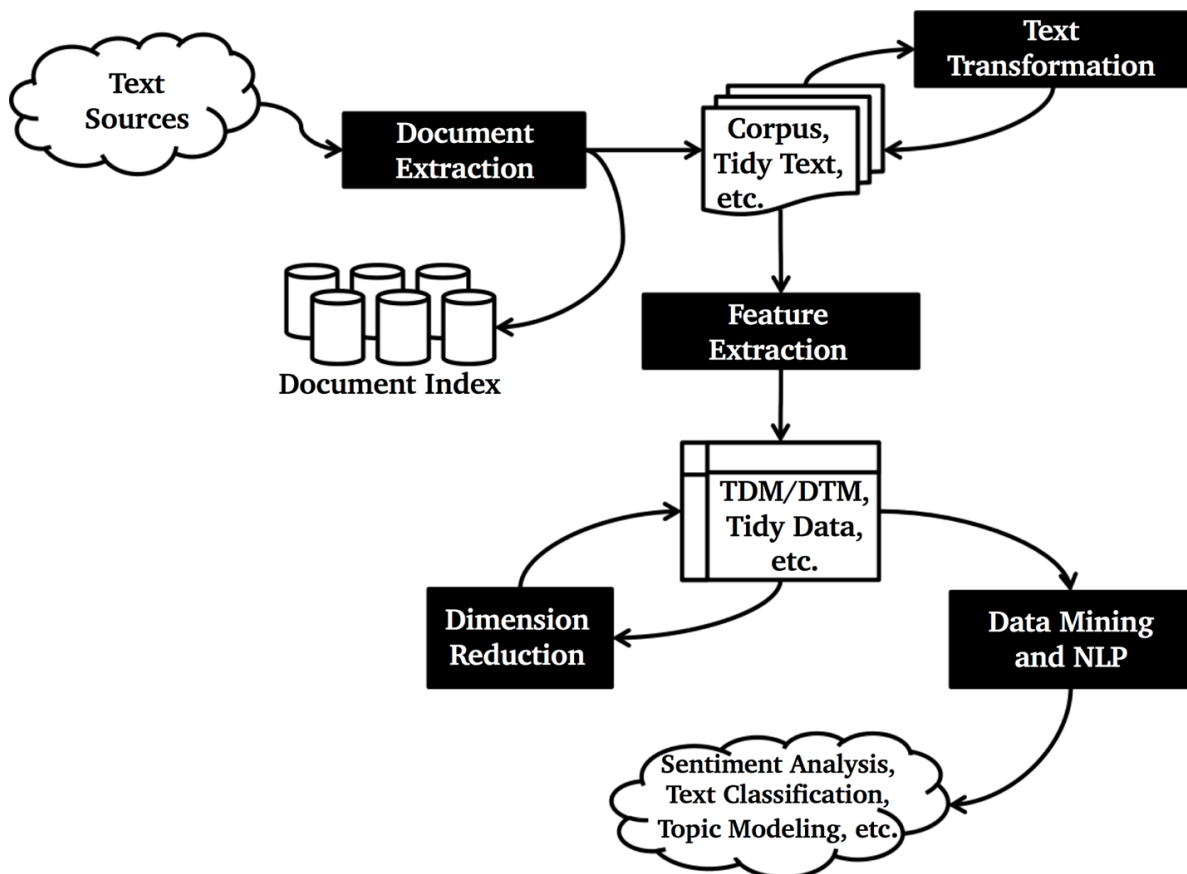 Text
Sources
Document
Extraction
Corpus,
Tidy Text,
etc.
Text
Transformation
Document Index
Feature
Extraction
TDM/DTM,
Tidy Data,
etc.
Dimension
Reduction
Data Mining
and NLP
Sentiment Analysis,
Text Classification,
Topic Modeling, etc.